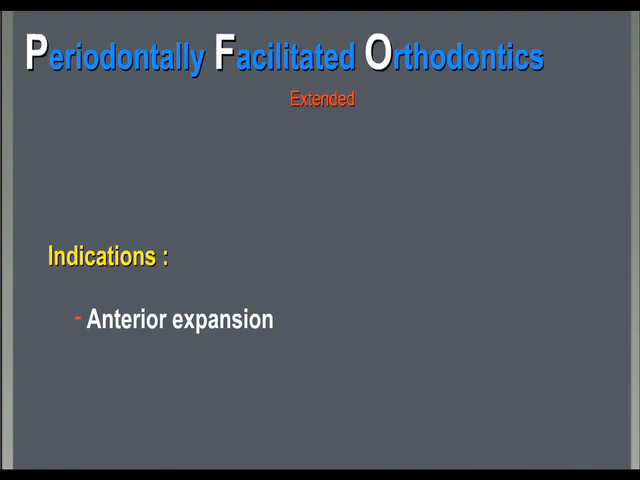 Periodontally Facilitated Orthodontics
Extended
Indications :
- Anterior expansion